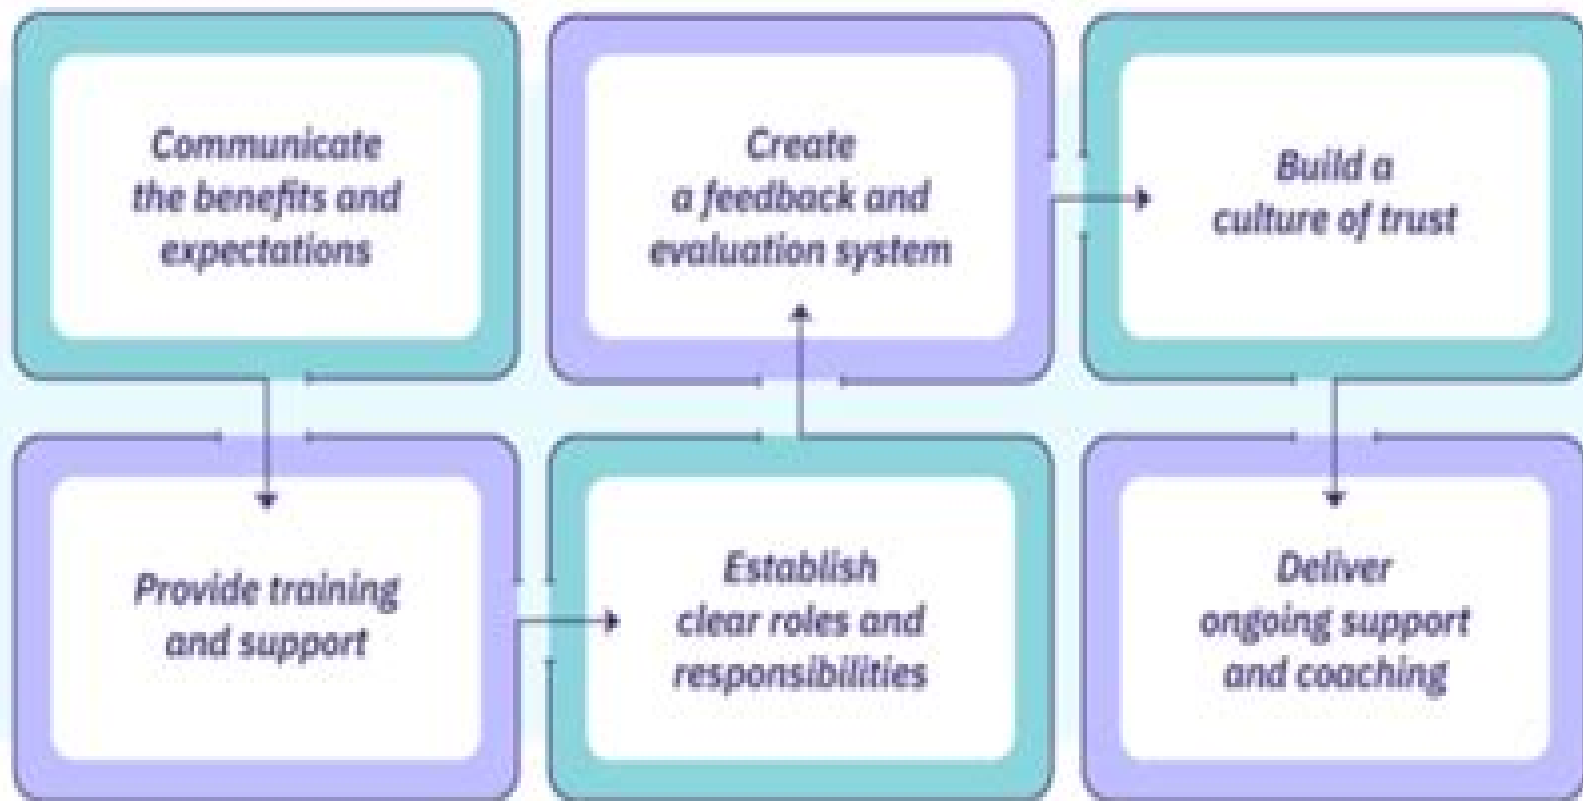 Communicate
the benefits and
expectations
Provide training
and support
Establish
clear roles and
responsibilities
Create
a feedback and
evaluation system
Build a
culture of trust
Deliver
ongoing support
and coaching